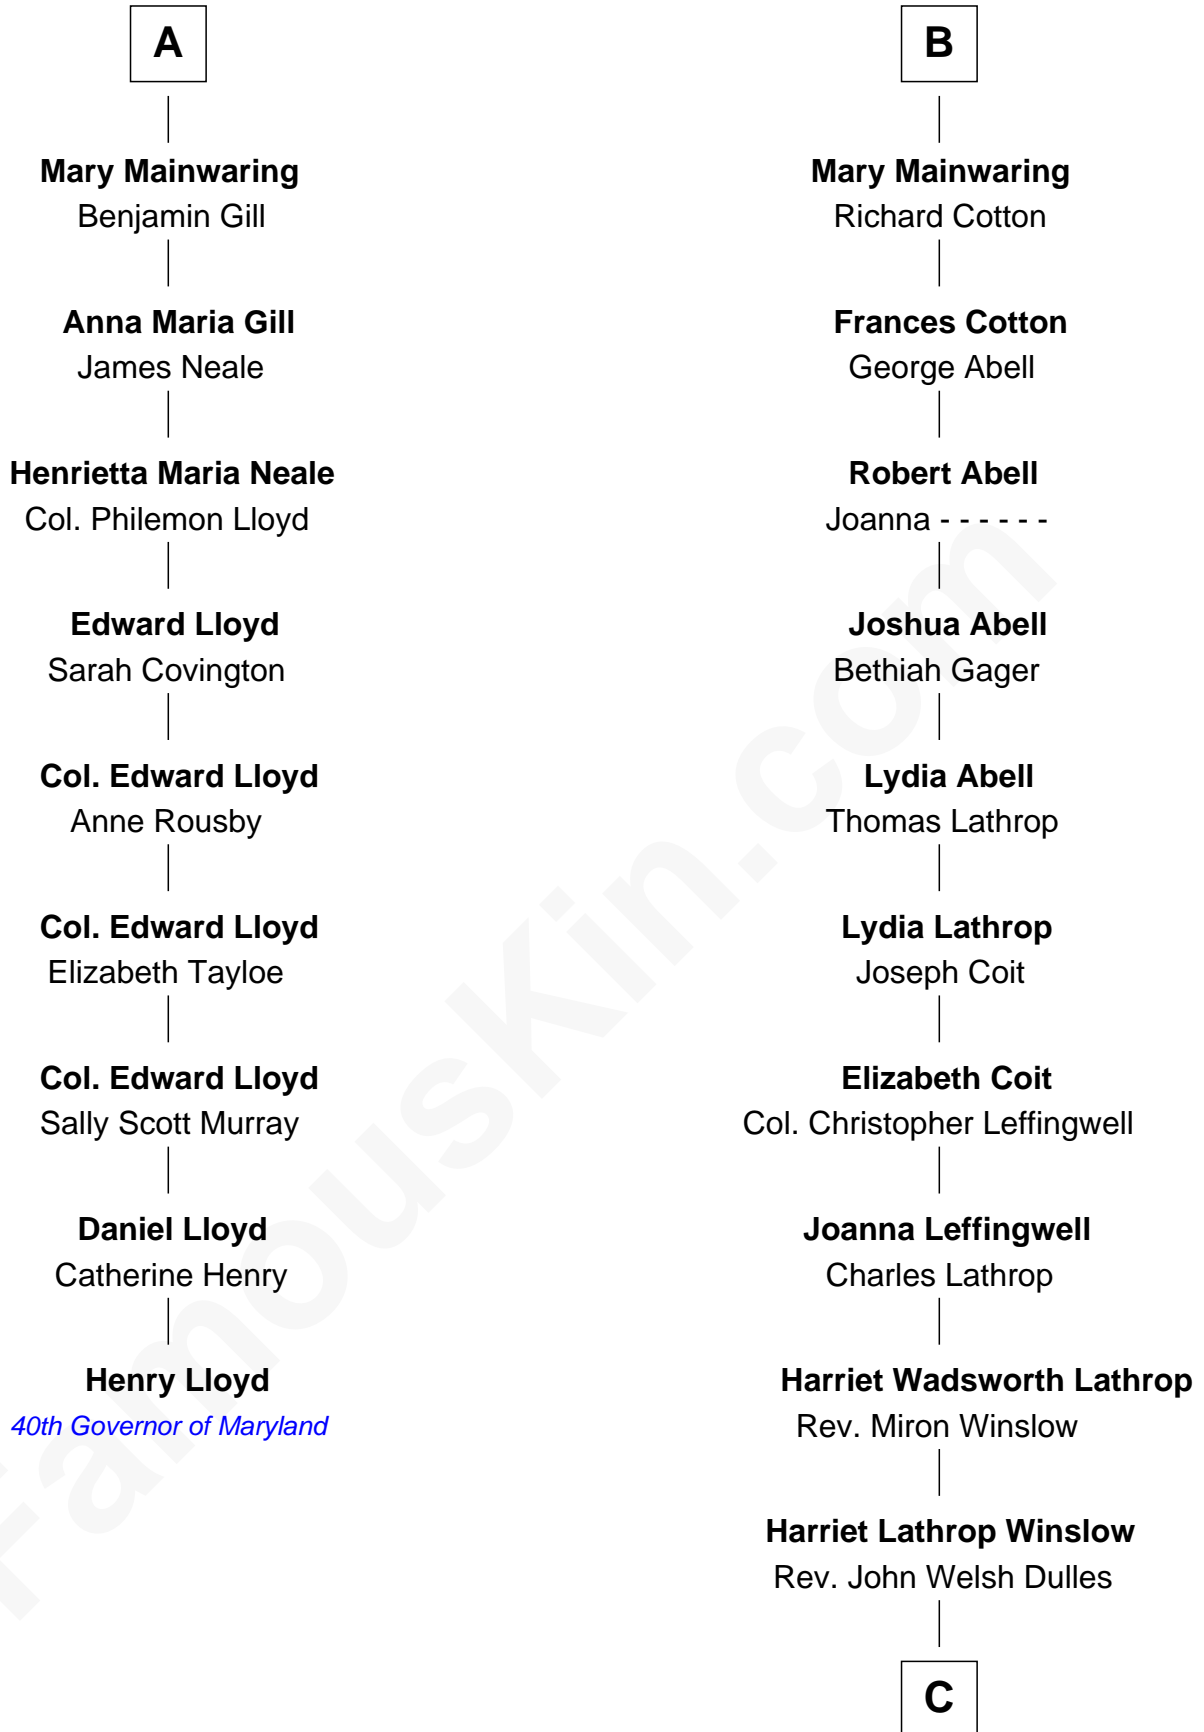 A
Mary Mainwaring
Benjamin Gill
Anna Maria Gill
James Neale
Henrietta Maria Neale
Col. Philemon Lloyd
Edward Lloyd
Sarah Covington
Col. Edward Lloyd
Anne Rousby
Col. Edward Lloyd
Elizabeth Tayloe
Col. Edward Lloyd
Sally Scott Murray
Daniel Lloyd
Catherine Henry
Henry Lloyd
40th Governor of Maryland
B
Mary Mainwaring
Richard Cotton
Frances Cotton
George Abell
Robert Abell
Joanna - - - - - -
Joshua Abell
Bethiah Gager
Lydia Abell
Thomas Lathrop
Lydia Lathrop
Joseph Coit
Elizabeth Coit
Col. Christopher Leffingwell
Joanna Leffingwell
Charles Lathrop
Harriet Wadsworth Lathrop
Rev. Miron Winslow
Harriet Lathrop Winslow
Rev. John Welsh Dulles
C
FamousKin.com